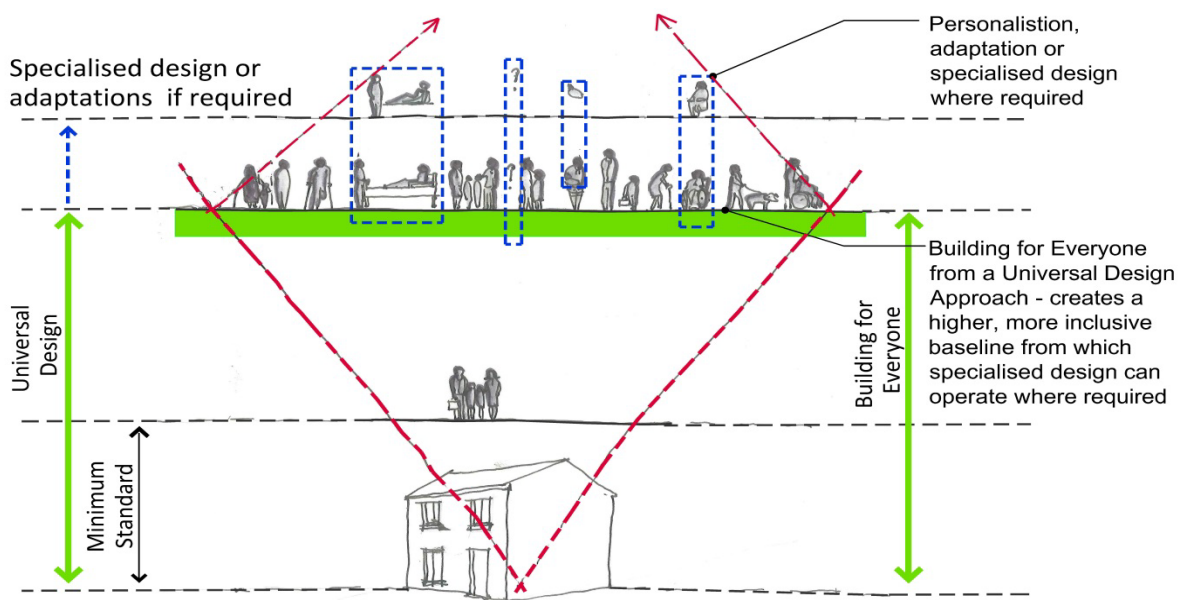 Personalistion,
adaptation or
specialised design
where required
Specialised design or
adaptations if required
Building for Everyone
from a Universal Design
Approach - creates a
higher, more inclusive
baseline from which
specialised design can
operate where required
Universal
Design
Building for
Everyone
Minimum
Standard
?
?